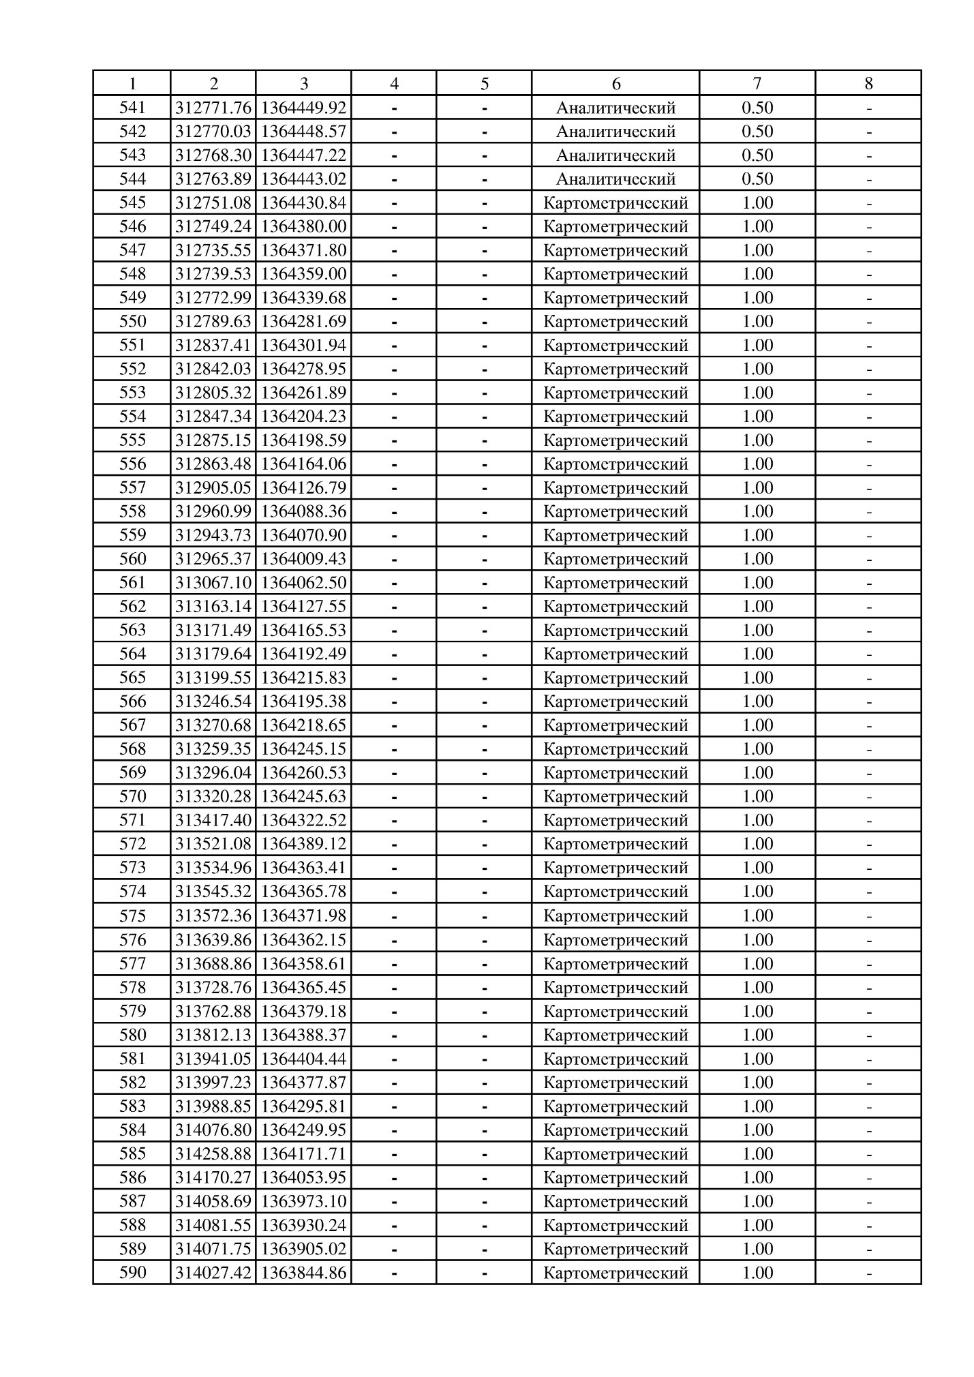 1 2 3 4 5 6 7 8
541 312771.76 1364449.92 - - Аналитический 0.50 -
542 312770.03 1364448.57 - - Аналитический 0.50 -
543 312768.30 1364447.22 - - Аналитический 0.50 -
544 312763.89 1364443.02 - - Аналитический 0.50 -
545 312751.08 1364430.84 - - Картометрический 1.00 -
546 312749.24 1364380.00 - - Картометрический 1.00 -
547 312735.55 1364371.80 - - Картометрический 1.00 -
548 312739.53 1364359.00 - - Картометрический 1.00 -
549 312772.99 1364339.68 - - Картометрический 1.00 -
550 312789.63 1364281.69 - - Картометрический 1.00 -
551 312837.41 1364301.94 - - Картометрический 1.00 -
552 312842.03 1364278.95 - - Картометрический 1.00 -
553 312805.32 1364261.89 - - Картометрический 1.00 -
554 312847.34 1364204.23 - - Картометрический 1.00 -
555 312875.15 1364198.59 - - Картометрический 1.00 -
556 312863.48 1364164.06 - - Картометрический 1.00 -
557 312905.05 1364126.79 - - Картометрический 1.00 -
558 312960.99 1364088.36 - - Картометрический 1.00 -
559 312943.73 1364070.90 - - Картометрический 1.00 -
560 312965.37 1364009.43 - - Картометрический 1.00 -
561 313067.10 1364062.50 - - Картометрический 1.00 -
562 313163.14 1364127.55 - - Картометрический 1.00 -
563 313171.49 1364165.53 - - Картометрический 1.00 -
564 313179.64 1364192.49 - - Картометрический 1.00 -
565 313199.55 1364215.83 - - Картометрический 1.00 -
566 313246.54 1364195.38 - - Картометрический 1.00 -
567 313270.68 1364218.65 - - Картометрический 1.00 -
568 313259.35 1364245.15 - - Картометрический 1.00 -
569 313296.04 1364260.53 - - Картометрический 1.00 -
570 313320.28 1364245.63 - - Картометрический 1.00 -
571 313417.40 1364322.52 - - Картометрический 1.00 -
572 313521.08 1364389.12 - - Картометрический 1.00 -
573 313534.96 1364363.41 - - Картометрический 1.00 -
574 313545.32 1364365.78 - - Картометрический 1.00 -
575 313572.36 1364371.98 - - Картометрический 1.00 -
576 313639.86 1364362.15 - - Картометрический 1.00 -
577 313688.86 1364358.61 - - Картометрический 1.00 -
578 313728.76 1364365.45 - - Картометрический 1.00 -
579 313762.88 1364379.18 - - Картометрический 1.00 -
580 313812.13 1364388.37 - - Картометрический 1.00 -
581 313941.05 1364404.44 - - Картометрический 1.00 -
582 313997.23 1364377.87 - - Картометрический 1.00 -
583 313988.85 1364295.81 - - Картометрический 1.00 -
584 314076.80 1364249.95 - - Картометрический 1.00 -
585 314258.88 1364171.71 - - Картометрический 1.00 -
586 314170.27 1364053.95 - - Картометрический 1.00 -
587 314058.69 1363973.10 - - Картометрический 1.00 -
588 314081.55 1363930.24 - - Картометрический 1.00 -
589 314071.75 1363905.02 - - Картометрический 1.00 -
590 314027.42 1363844.86 - - Картометрический 1.00 -